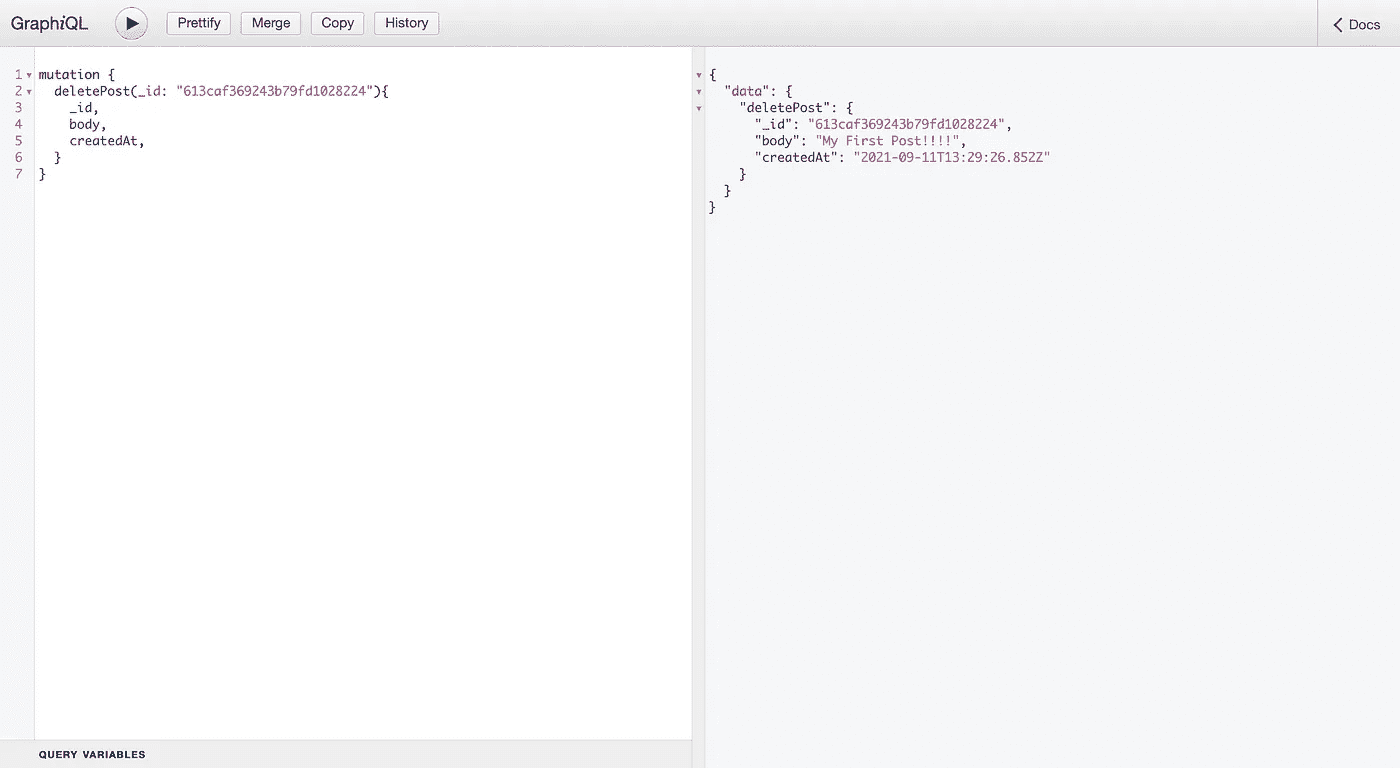 GraphiQL Prettify Merge Copy History Docs
1 mutation {
2 deletePost(_id: "613caf369243b79fd1028224"){
3 _id,
4 body,
5 createdAt,
6 }
7 }
{
"data": {
"deletePost": {
"_id": "613caf369243b79fd1028224",
"body": "My First Post!!!!",
"createdAt": "2021-09-11T13:29:26.852Z"
}
}
}
QUERY VARIABLES